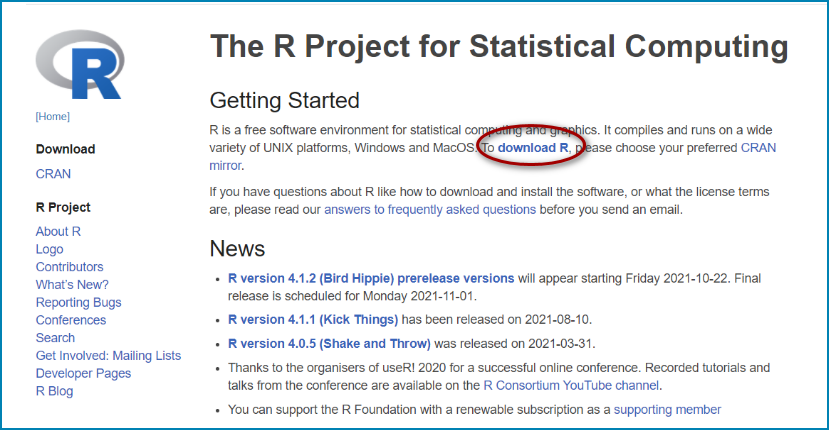 R
[Home]
Download
CRAN
R Project
About R
Logo
Contributors
What's New?
Reporting Bugs
Conferences
Search
Get Involved: Mailing Lists
Developer Pages
R Blog
The R Project for Statistical Computing
Getting Started
R is a free software environment for statistical computing and graphics. It compiles and runs on a wide
variety of UNIX platforms, Windows and MacOS. To download R, please choose your preferred CRAN
mirror.
If you have questions about R like how to download and install the software, or what the license terms
are, please read our answers to frequently asked questions before you send an email.
News
• R version 4.1.2 (Bird Hippie) prerelease versions will appear starting Friday 2021-10-22. Final
release is scheduled for Monday 2021-11-01.
• R version 4.1.1 (Kick Things) has been released on 2021-08-10.
• R version 4.0.5 (Shake and Throw) was released on 2021-03-31.
• Thanks to the organisers of useR! 2020 for a successful online conference. Recorded tutorials and
talks from the conference are available on the R Consortium YouTube channel.
• You can support the R Foundation with a renewable subscription as a supporting member